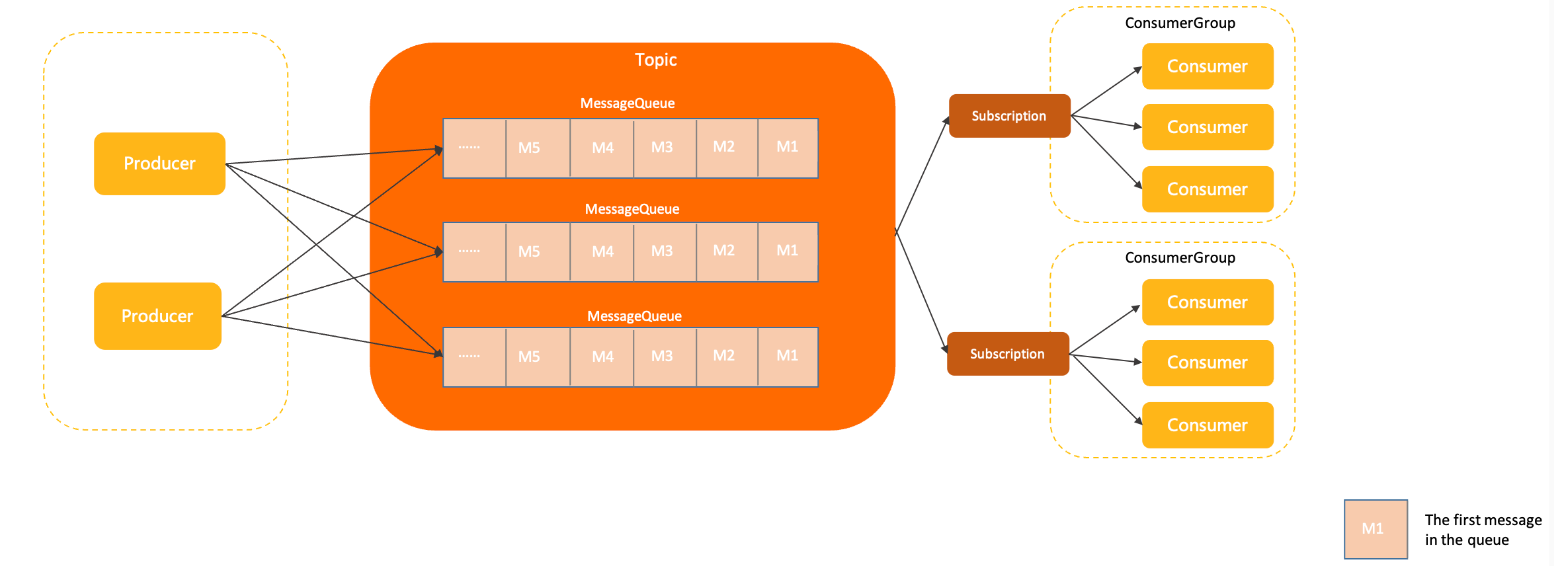 Producer
Producer
Topic
MessageQueue
······ M5 M4 M3 M2 M1
MessageQueue
······ M5 M4 M3 M2 M1
MessageQueue
······ M5 M4 M3 M2 M1
Subscription
ConsumerGroup
Consumer
Consumer
Consumer
Subscription
ConsumerGroup
Consumer
Consumer
Consumer
M1
The first message
in the queue